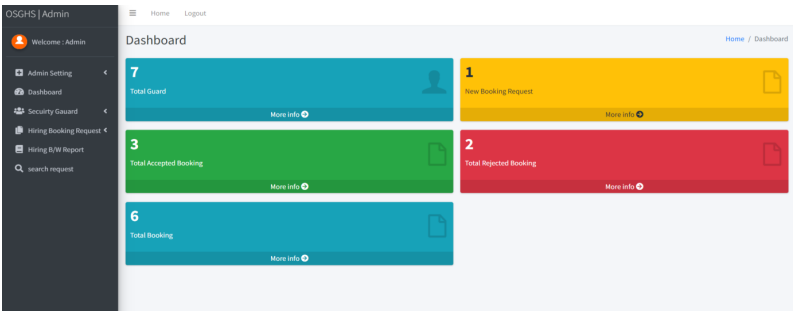 OSGHS | Admin
Home Logout
Welcome : Admin
Dashboard
Home / Dashboard
Admin Setting
Dashboard
Secuirty Gauard
Hiring Booking Request
Hiring B/W Report
search request
7
Total Guard
More info
1
New Booking Request
More info
3
Total Accepted Booking
More info
2
Total Rejected Booking
More info
6
Total Booking
More info